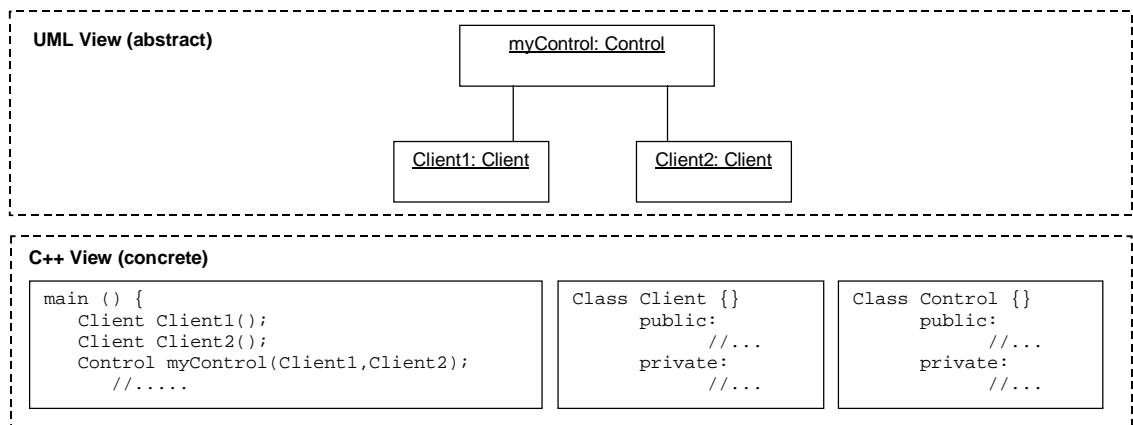 UML View (abstract)
myControl: Control
Client1: Client
Client2: Client
C++ View (concrete)
main () {
Client Client1();
Client Client2();
Control myControl(Client1,Client2);
//.....
Class Client {}
public:
//...
private:
//...
Class Control {}
public:
//...
private:
//...